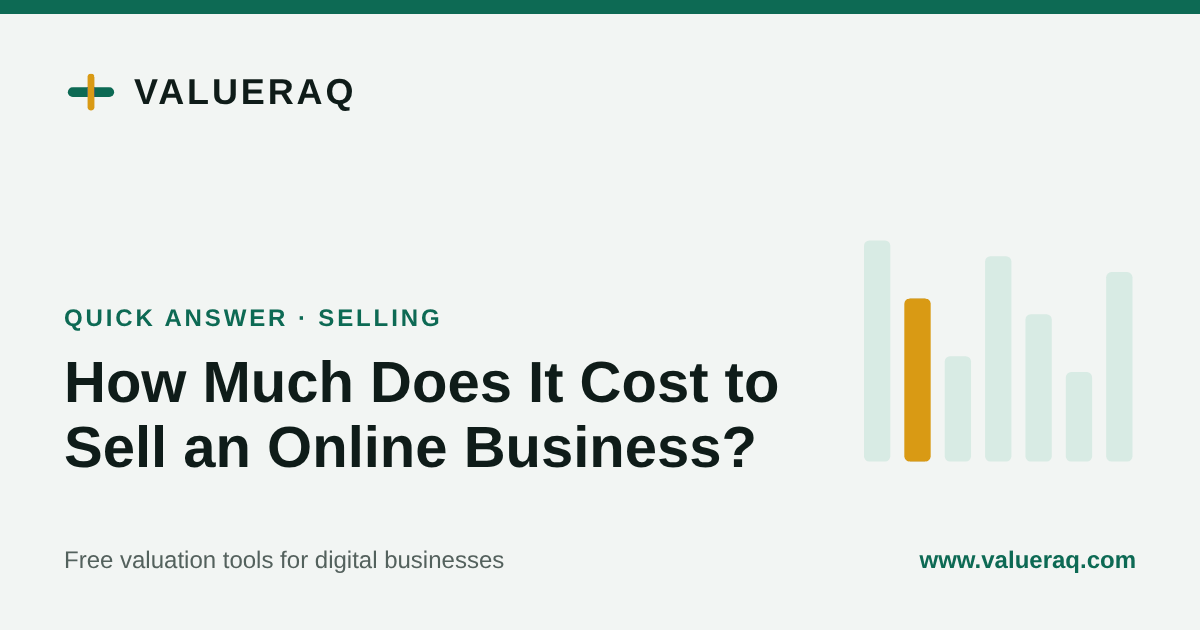 VALUERAQ
QUICK ANSWER · SELLING
How Much Does It Cost to
Sell an Online Business?
Free valuation tools for digital businesses
www.valueraq.com